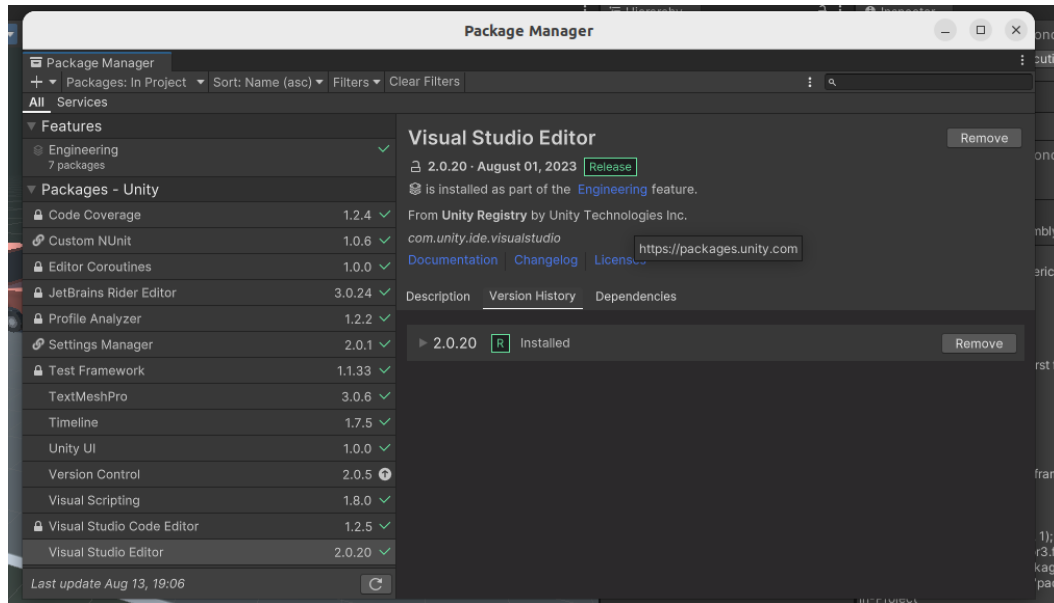 Hierarchy
Inspector
Package Manager
Package Manager
Packages: In Project
Sort: Name (asc)
Filters
Clear Filters
All
Services
Features
Engineering
7 packages
Packages - Unity
Code Coverage 1.2.4
Custom NUnit 1.0.6
Editor Coroutines 1.0.0
JetBrains Rider Editor 3.0.24
Profile Analyzer 1.2.2
Settings Manager 2.0.1
Test Framework 1.1.33
TextMeshPro 3.0.6
Timeline 1.7.5
Unity UI 1.0.0
Version Control 2.0.5
Visual Scripting 1.8.0
Visual Studio Code Editor 1.2.5
Visual Studio Editor 2.0.20
Last update Aug 13, 19:06
Visual Studio Editor
Remove
2.0.20 · August 01, 2023 Release
is installed as part of the Engineering feature.
From Unity Registry by Unity Technologies Inc.
com.unity.ide.visualstudio
https://packages.unity.com
Documentation Changelog Licenses
Description Version History Dependencies
2.0.20 R Installed
Remove
In-Project